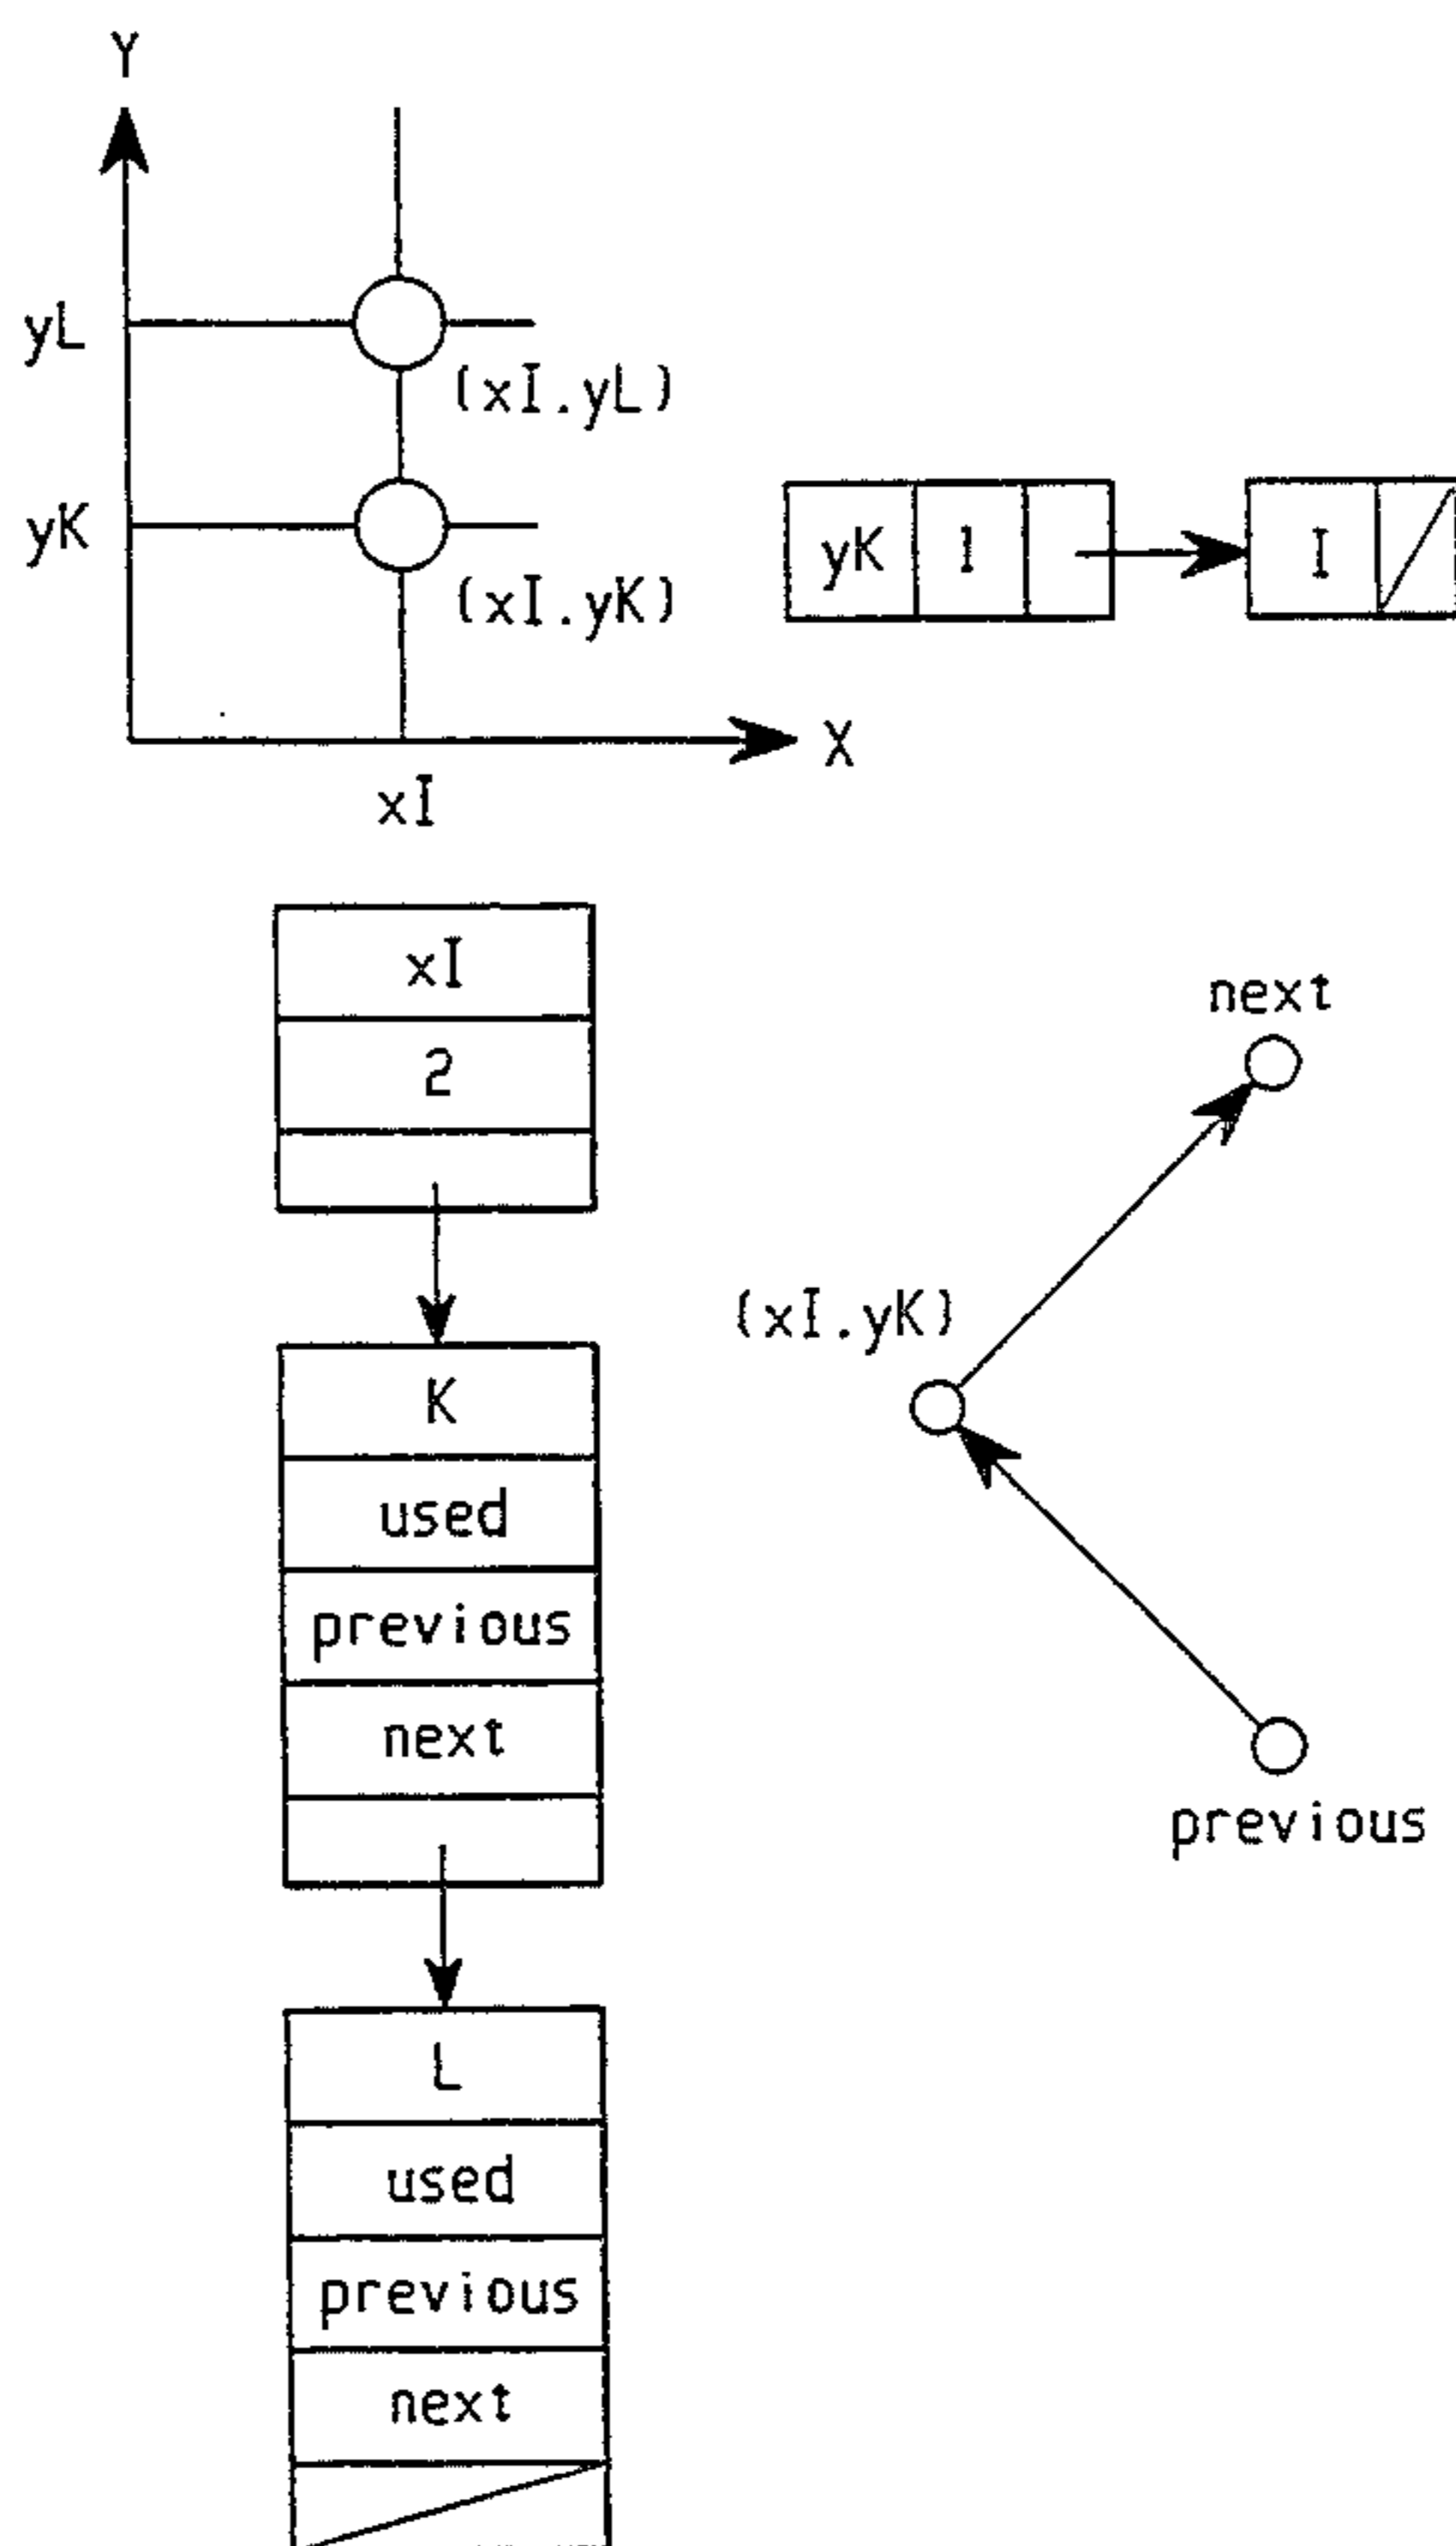 Y
yL
(xI.yL)
yK
(xI.yK)
yK 1
I
X
xI
xI
2
K
used
previous
next
L
used
previous
next
next
(xI.yK)
previous